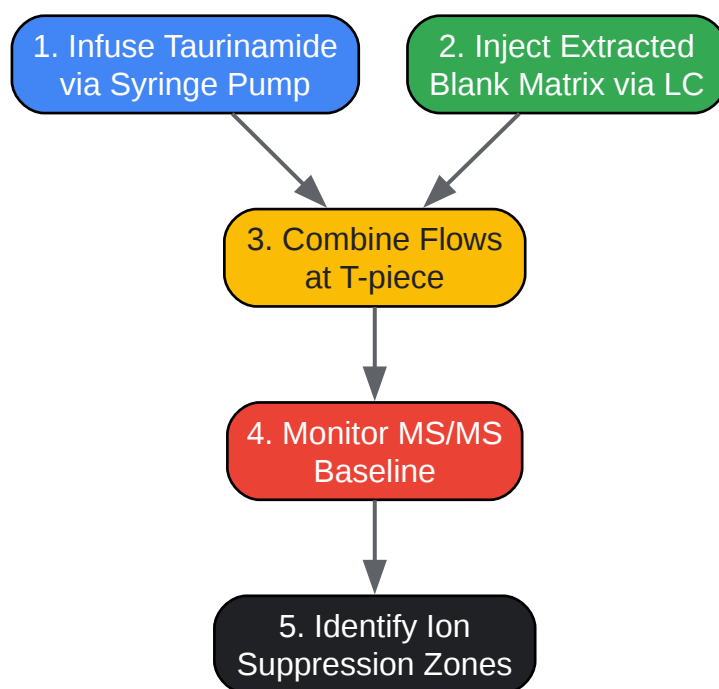 1. Infuse Taurinamide
via Syringe Pump
2. Inject Extracted
Blank Matrix via LC
3. Combine Flows
at T-piece
4. Monitor MS/MS
Baseline
5. Identify Ion
Suppression Zones